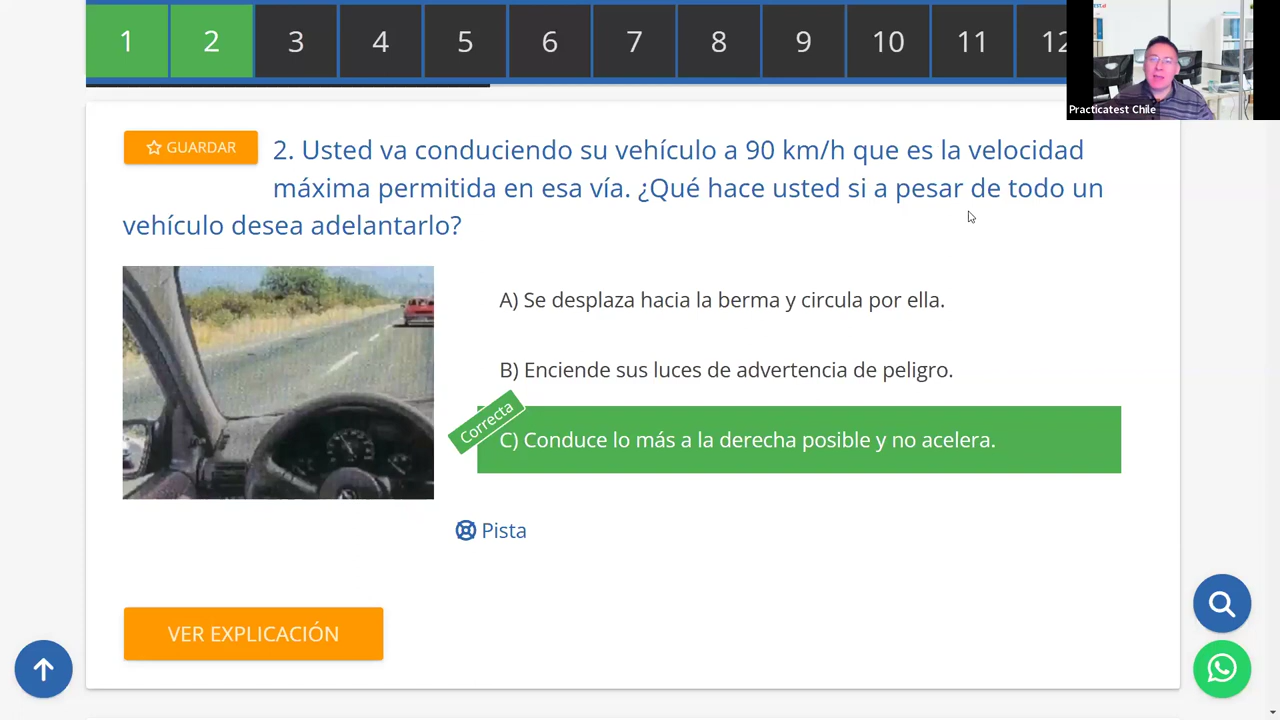 1 2 3 4 5 6 7 8 9 10 11 12
Practicatest Chile
GUARDAR
2. Usted va conduciendo su vehículo a 90 km/h que es la velocidad
máxima permitida en esa vía. ¿Qué hace usted si a pesar de todo un
vehículo desea adelantarlo?
A) Se desplaza hacia la berma y circula por ella.
B) Enciende sus luces de advertencia de peligro.
Correcta
C) Conduce lo más a la derecha posible y no acelera.
Pista
VER EXPLICACIÓN